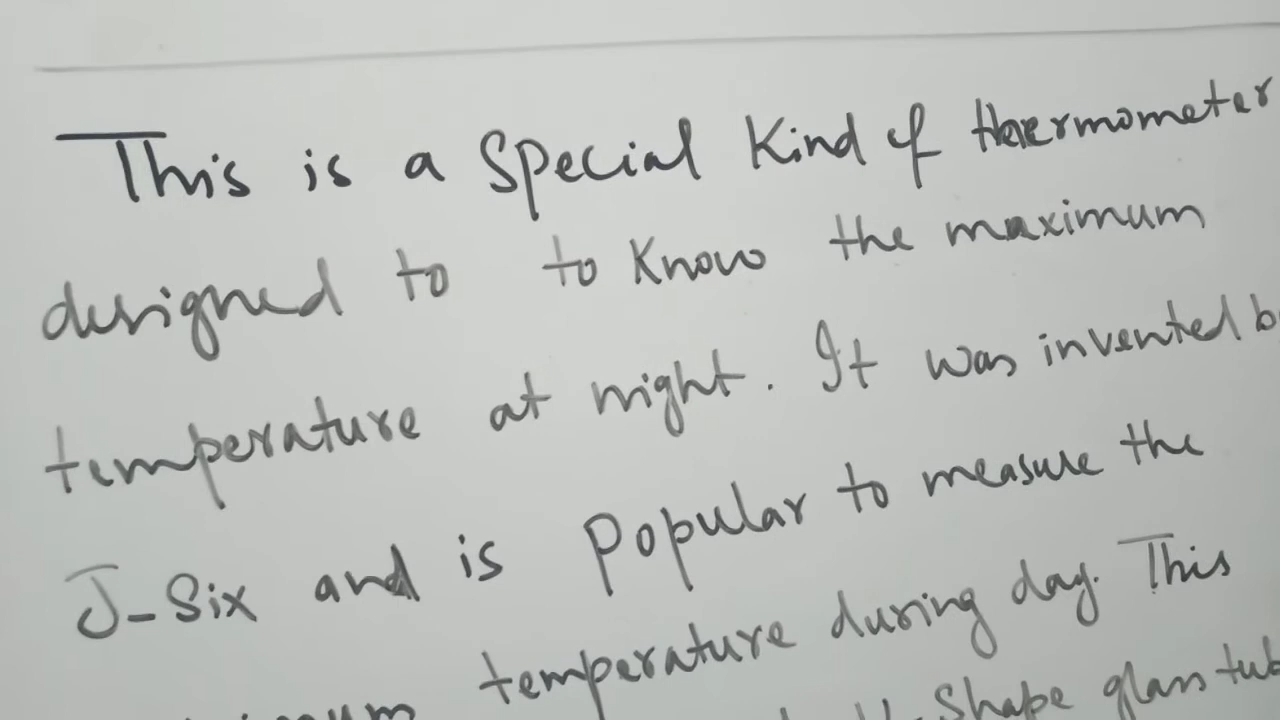 This is a Special Kind of thermometer
designed to to Know the maximum
temperature at night. It was invented
J-Six and is Popular to measure the
temperature during day. This
Shape glass